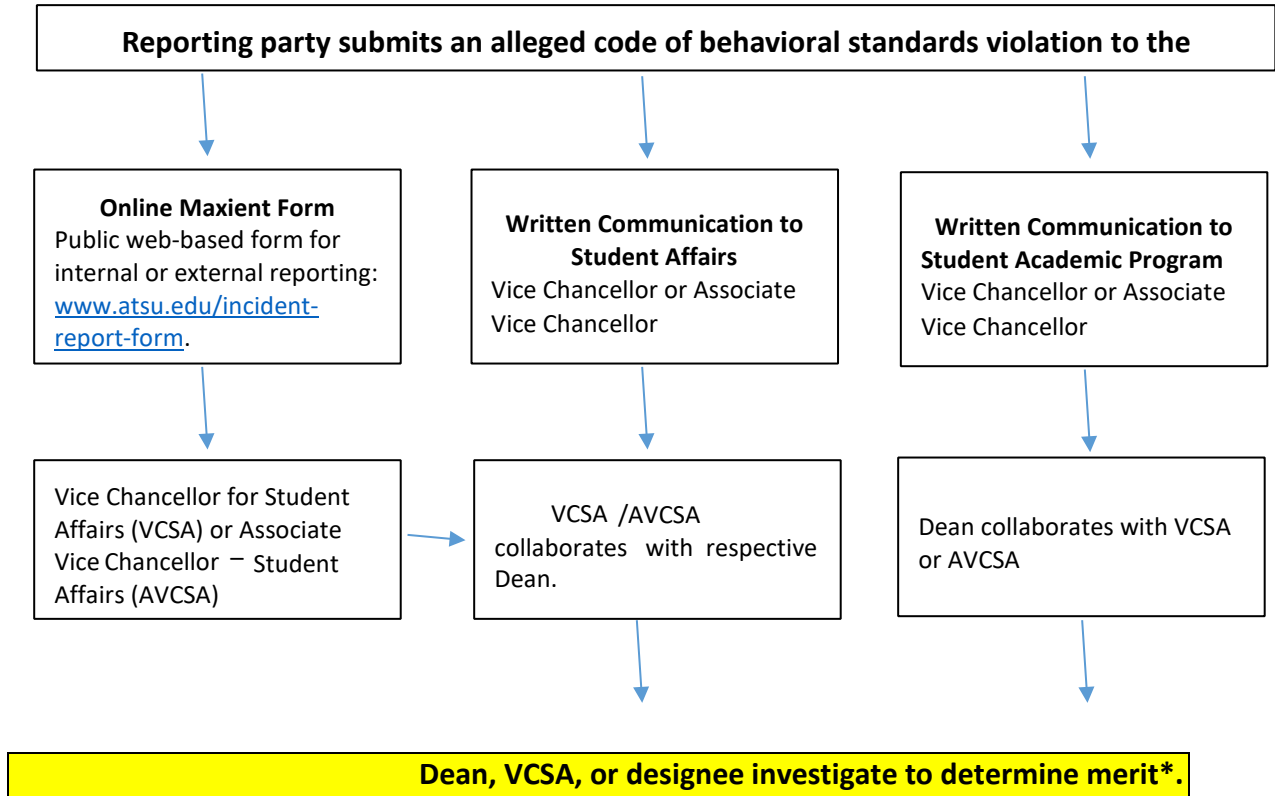 Reporting party submits an alleged code of behavioral standards violation to the
Online Maxient Form
Public web-based form for
internal or external reporting:
www.atsu.edu/incident-
report-form.
Written Communication to
Student Affairs
Vice Chancellor or Associate
Vice Chancellor
Written Communication to
Student Academic Program
Vice Chancellor or Associate
Vice Chancellor
Vice Chancellor for Student
Affairs (VCSA) or Associate
Vice Chancellor – Student
Affairs (AVCSA)
VCSA /AVCSA
collaborates with respective
Dean.
Dean collaborates with VCSA
or AVCSA
Dean, VCSA, or designee investigate to determine merit*.